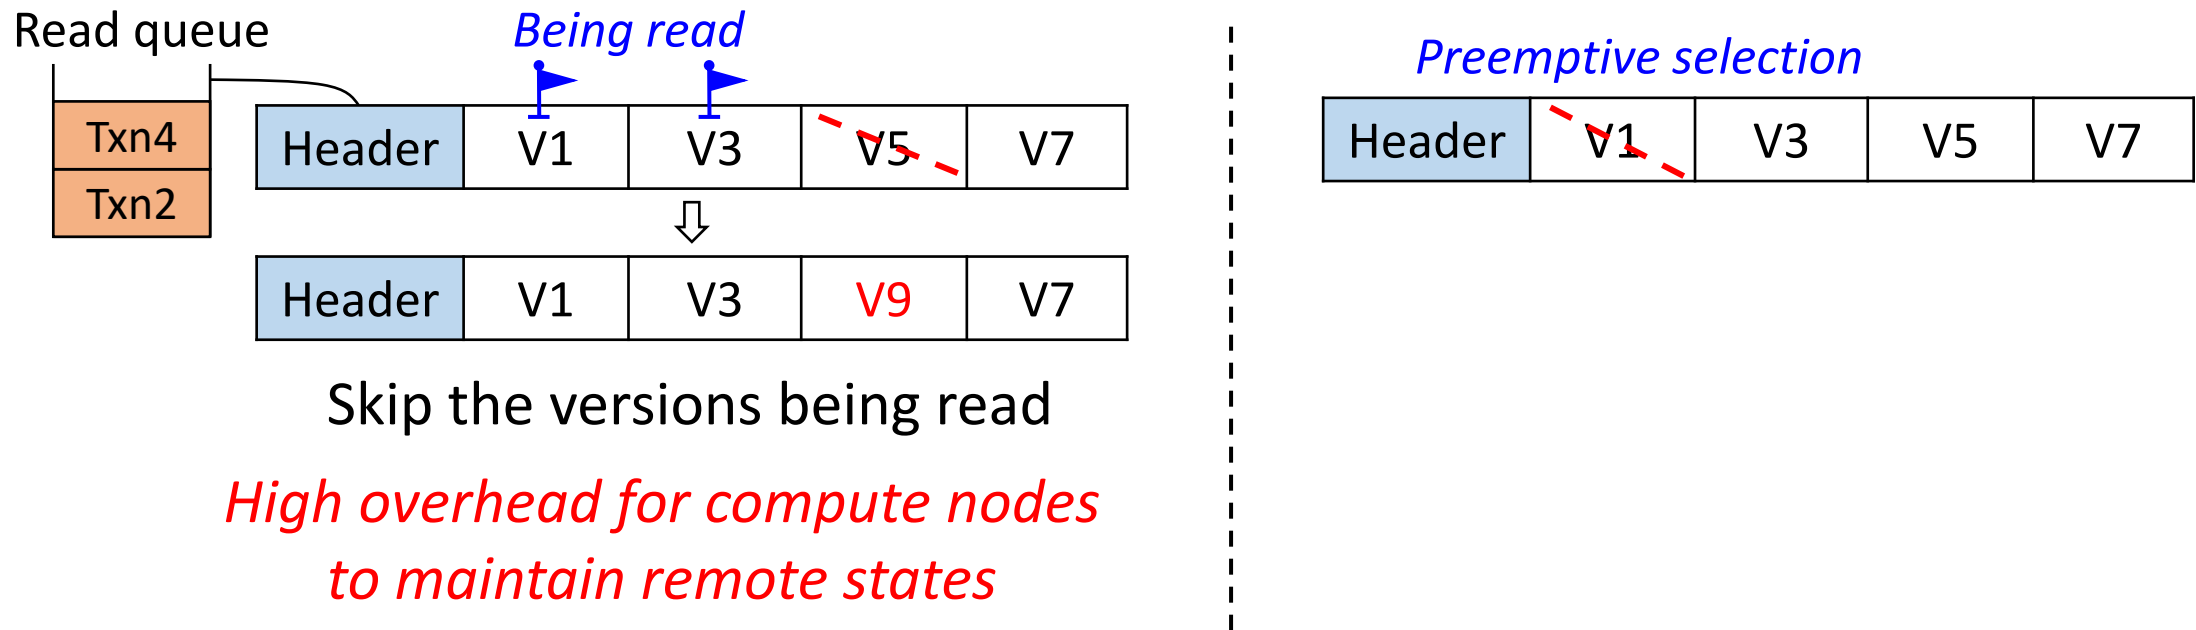 Read queue
Being read
Txn4
Txn2
Header V1 V3 V5 V7
Header V1 V3 V9 V7
Skip the versions being read
High overhead for compute nodes
to maintain remote states
Preemptive selection
Header V1 V3 V5 V7